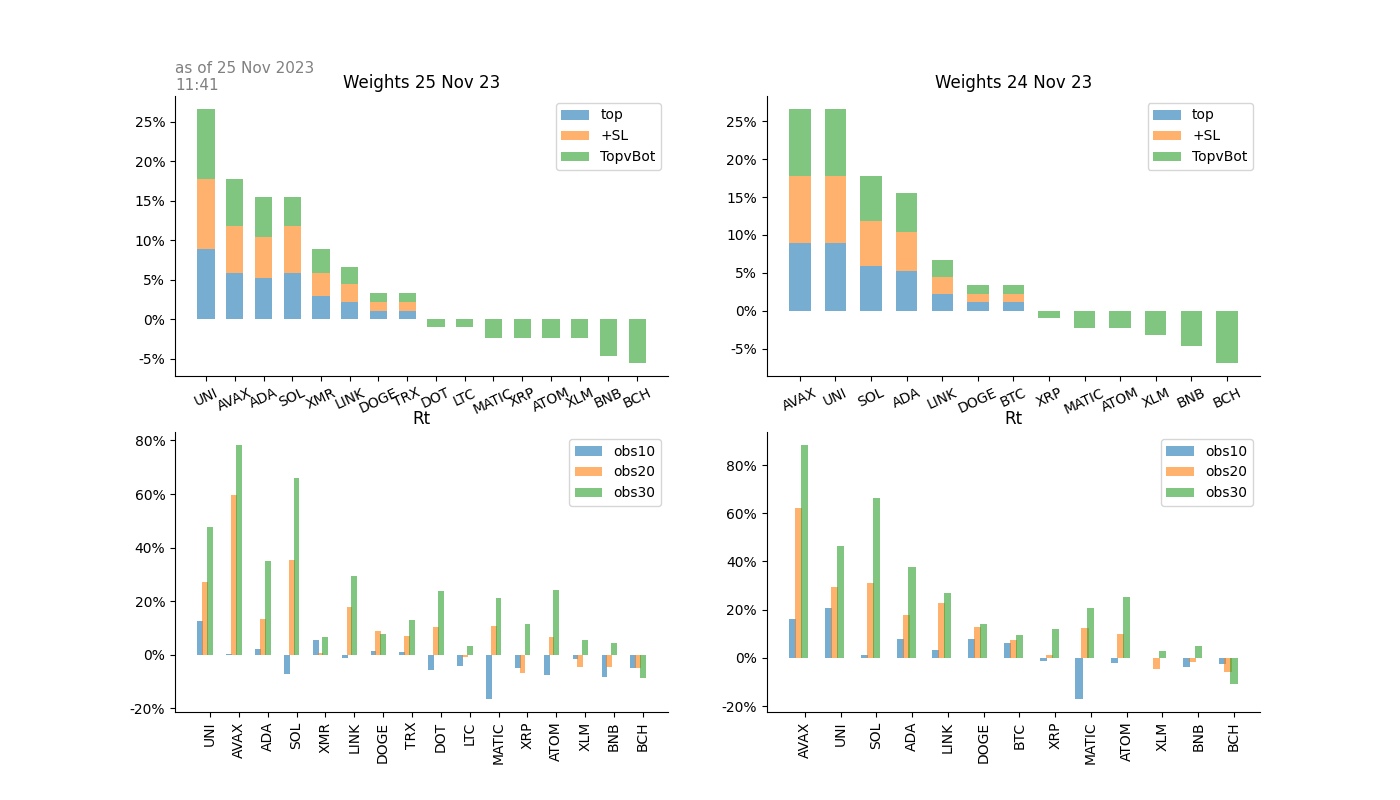 as of 25 Nov 2023
11:41
Weights 25 Nov 23
25%
20%
15%
10%
5%
0%
-5%
top
+SL
TopvBot
UNI AVAX ADA SOL XMR LINK DOGE TRX DOT LTC MATIC XRP ATOM XLM BNB BCH
Weights 24 Nov 23
25%
20%
15%
10%
5%
0%
-5%
top
+SL
TopvBot
AVAX UNI SOL ADA LINK DOGE BTC XRP MATIC ATOM XLM BNB BCH
Rt
80%
60%
40%
20%
0%
-20%
obs10
obs20
obs30
UNI AVAX ADA SOL XMR LINK DOGE TRX DOT LTC MATIC XRP ATOM XLM BNB BCH
Rt
80%
60%
40%
20%
0%
-20%
obs10
obs20
obs30
AVAX UNI SOL ADA LINK DOGE BTC XRP MATIC ATOM XLM BNB BCH